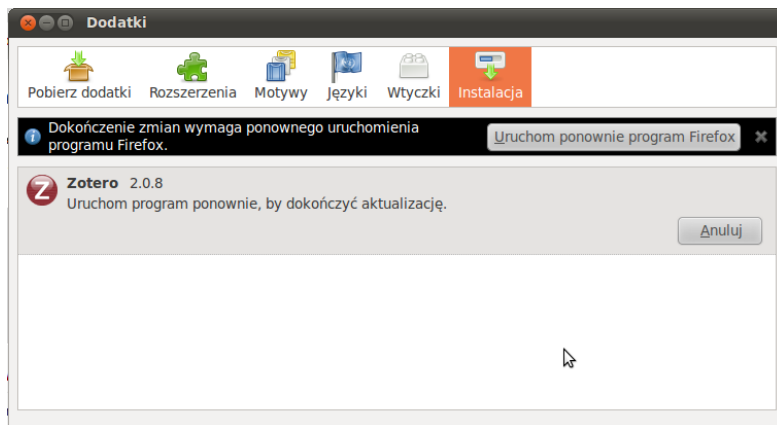 Dodatki
Pobierz dodatki Rozszerzenia Motywy Języki Wtyczki Instalacja
Dokończenie zmian wymaga ponownego uruchomienia
programu Firefox.
Uruchom ponownie program Firefox
Zotero 2.0.8
Uruchom program ponownie, by dokończyć aktualizację.
Anuluj